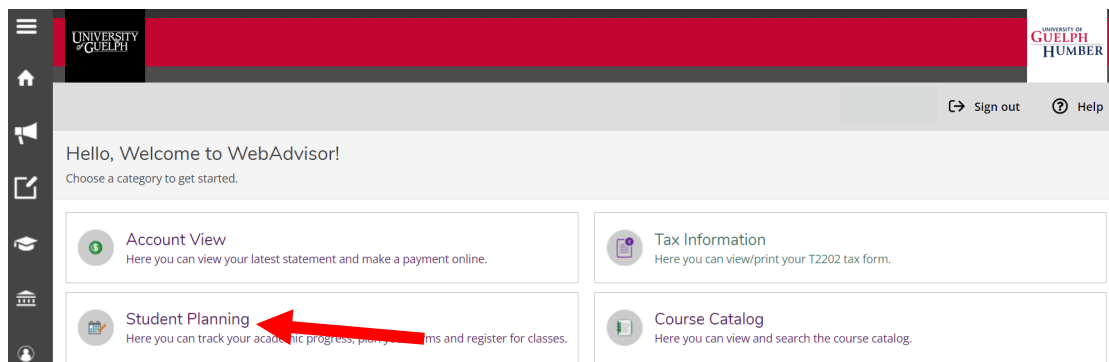 UNIVERSITY
of GUELPH
UNIVERSITY OF
GUELPH
HUMBER
Sign out
Help
Hello, Welcome to WebAdvisor!
Choose a category to get started.
Account View
Here you can view your latest statement and make a payment online.
Tax Information
Here you can view/print your T2202 tax form.
Student Planning
Here you can track your academic progress, plan your terms and register for classes.
Course Catalog
Here you can view and search the course catalog.